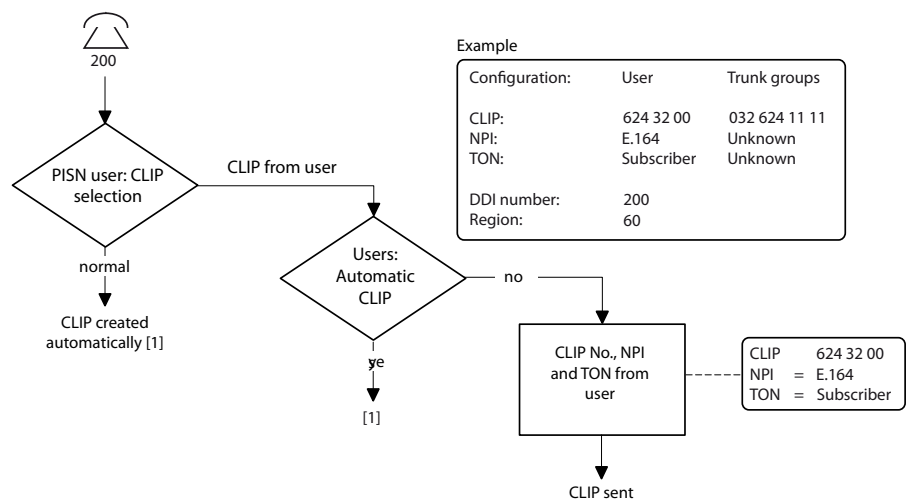 200
Example
Configuration: User Trunk groups
CLIP: 624 32 00 032 624 11 11
NPI: E.164 Unknown
TON: Subscriber Unknown
DDI number: 200
Region: 60
PISN user: CLIP
selection
CLIP from user
normal
CLIP created
automatically [1]
Users:
Automatic
CLIP
no
yes
[1]
CLIP No., NPI
and TON from
user
CLIP 624 32 00
NPI = E.164
TON = Subscriber
CLIP sent